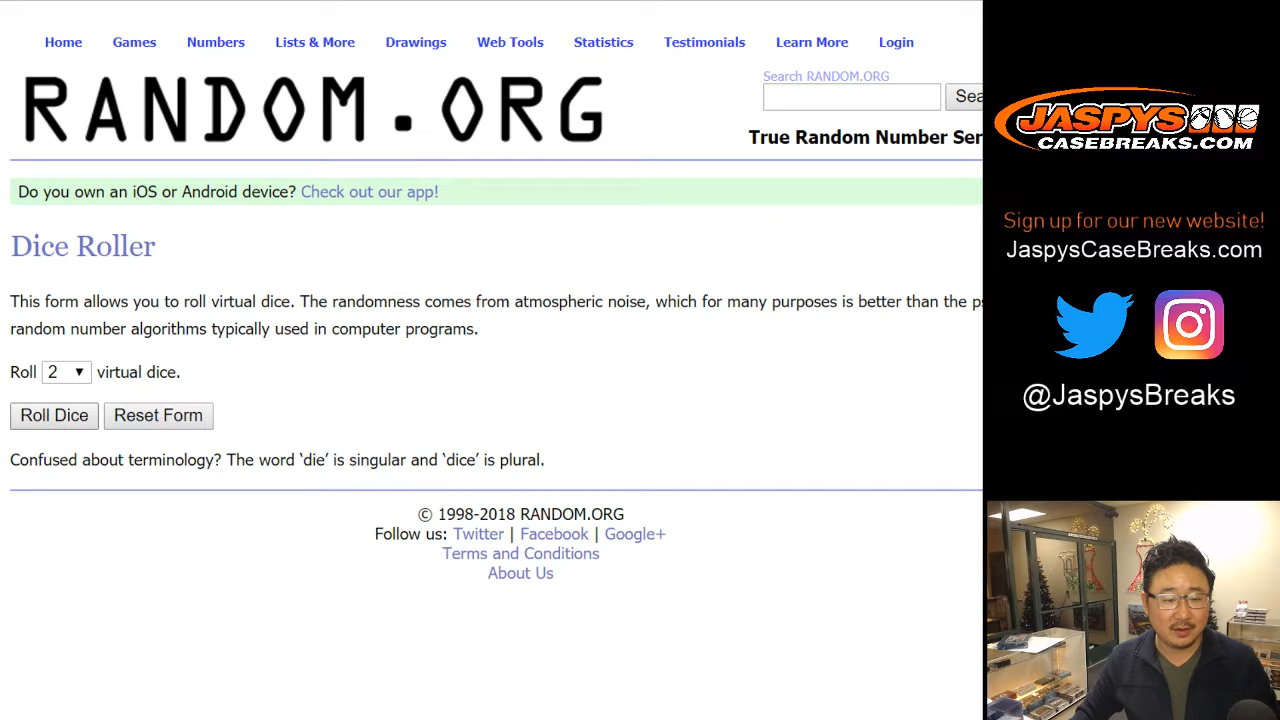 Home Games Numbers Lists & More Drawings Web Tools Statistics Testimonials Learn More Login
RANDOM.ORG
Search RANDOM.ORG
Sea
True Random Number Ser
Do you own an iOS or Android device? Check out our app!
Dice Roller
This form allows you to roll virtual dice. The randomness comes from atmospheric noise, which for many purposes is better than the ps
random number algorithms typically used in computer programs.
Roll 2 virtual dice.
Roll Dice Reset Form
Confused about terminology? The word ‘die’ is singular and ‘dice’ is plural.
© 1998-2018 RANDOM.ORG
Follow us: Twitter | Facebook | Google+
Terms and Conditions
About Us
JASPYS
CASEBREAKS.COM
Sign up for our new website!
JaspysCaseBreaks.com
@JaspysBreaks